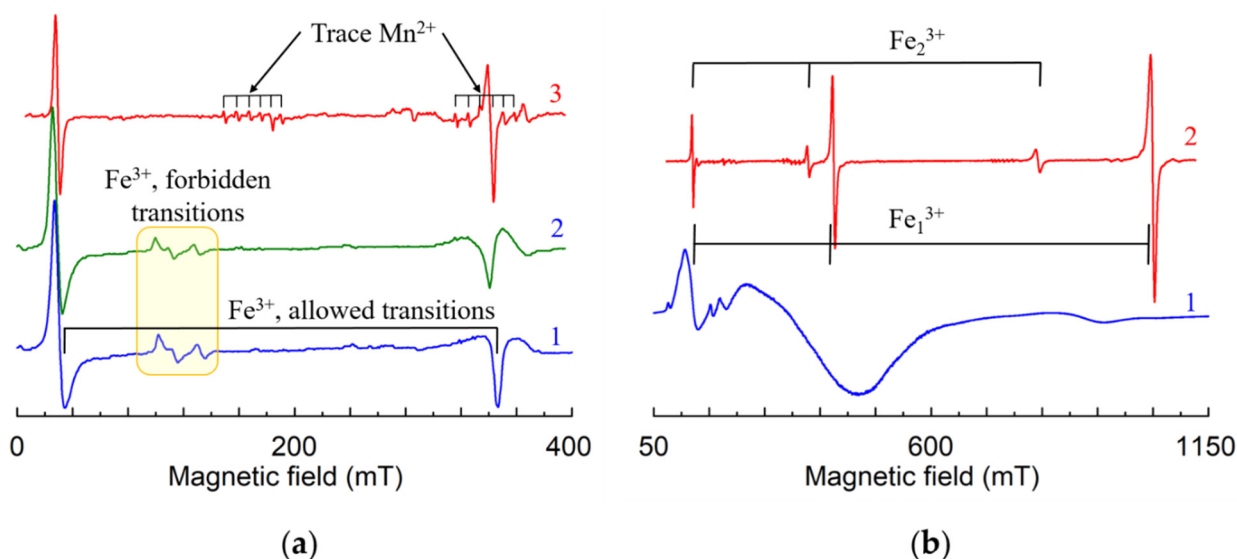 Trace Mn²⁺
3
Fe³⁺, forbidden
transitions
2
Fe³⁺, allowed transitions
1
0
200
400
Magnetic field (mT)
(a)
Fe₂³⁺
2
Fe₁³⁺
1
50
600
1150
Magnetic field (mT)
(b)